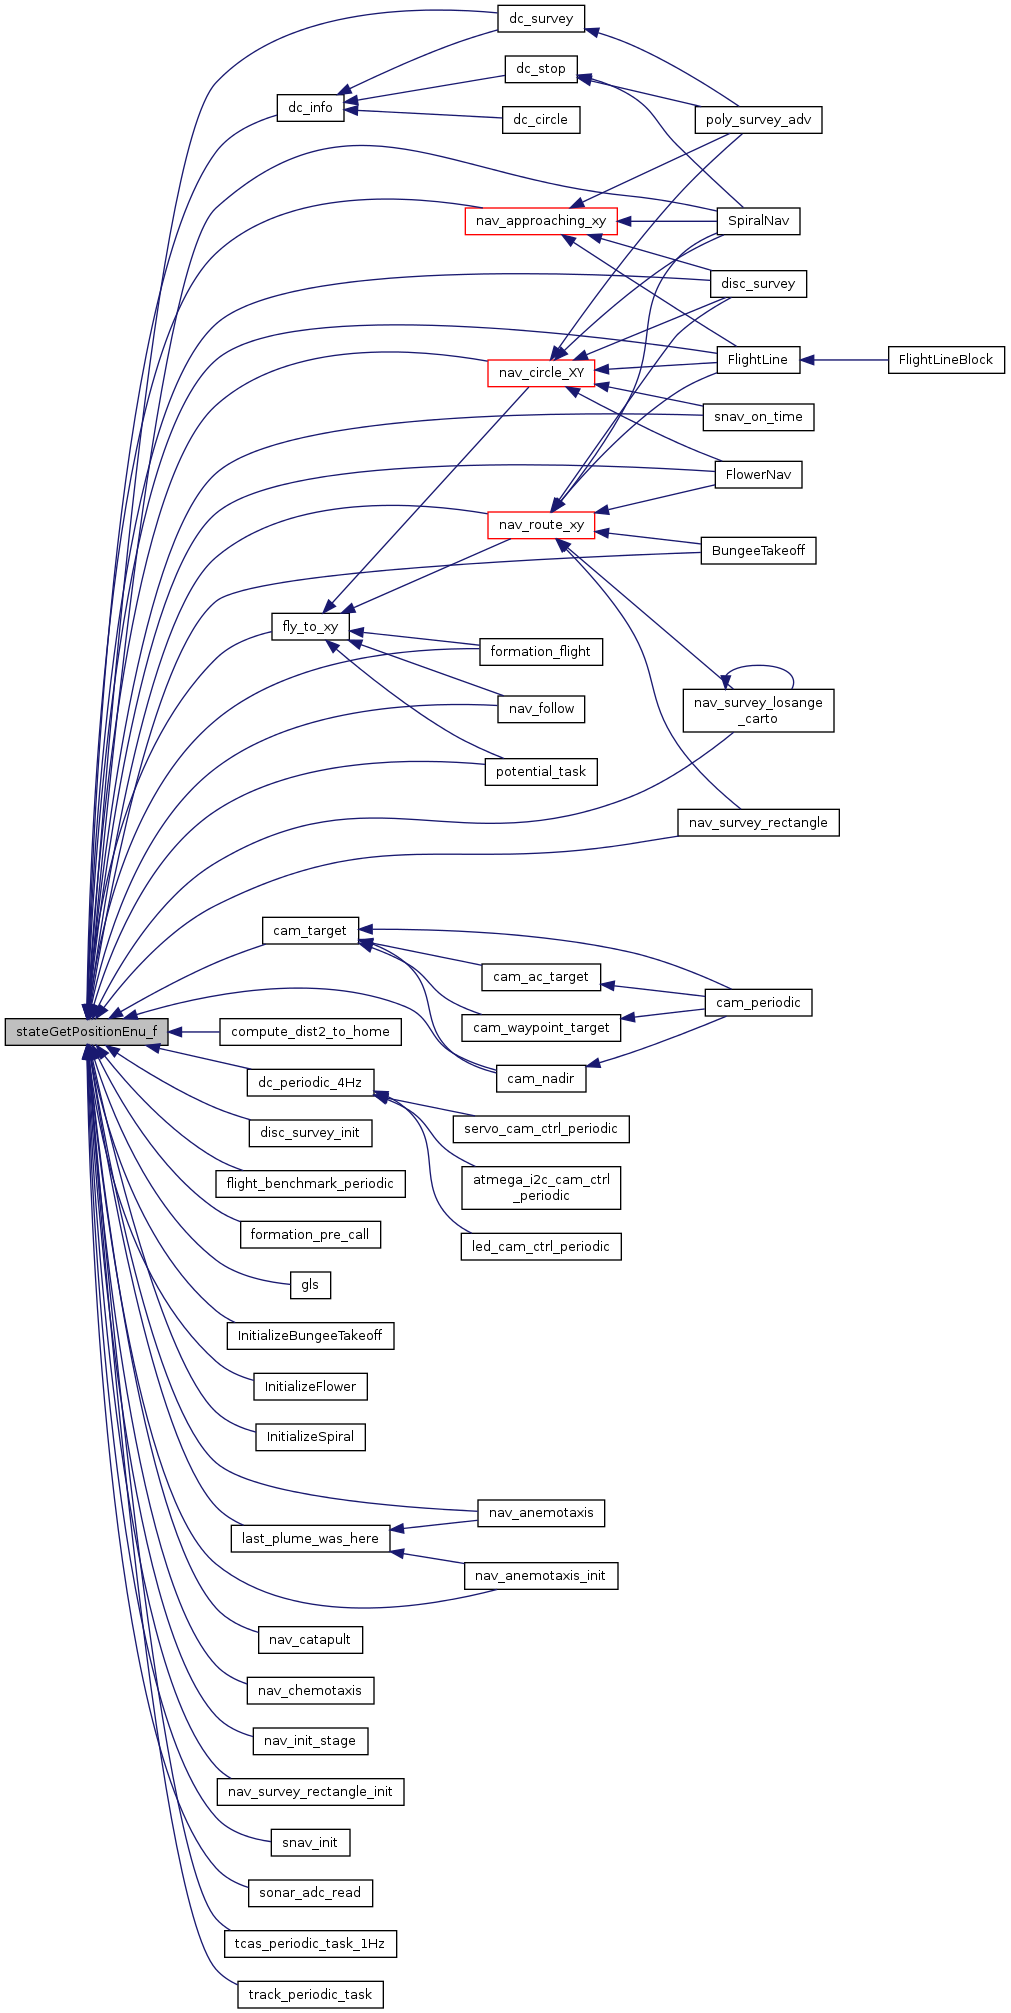 dc_survey
dc_stop
dc_info
dc_circle
poly_survey_adv
nav_approaching_xy
SpiralNav
disc_survey
FlightLine
FlightLineBlock
nav_circle_XY
snav_on_time
FlowerNav
nav_route_xy
BungeeTakeoff
fly_to_xy
formation_flight
nav_follow
nav_survey_losange
_carto
potential_task
nav_survey_rectangle
cam_target
cam_ac_target
cam_periodic
stateGetPositionEnu_f
compute_dist2_to_home
cam_waypoint_target
cam_nadir
dc_periodic_4Hz
servo_cam_ctrl_periodic
disc_survey_init
flight_benchmark_periodic
atmega_i2c_cam_ctrl
_periodic
formation_pre_call
led_cam_ctrl_periodic
gls
InitializeBungeeTakeoff
InitializeFlower
InitializeSpiral
nav_anemotaxis
last_plume_was_here
nav_anemotaxis_init
nav_catapult
nav_chemotaxis
nav_init_stage
nav_survey_rectangle_init
snav_init
sonar_adc_read
tcas_periodic_task_1Hz
track_periodic_task